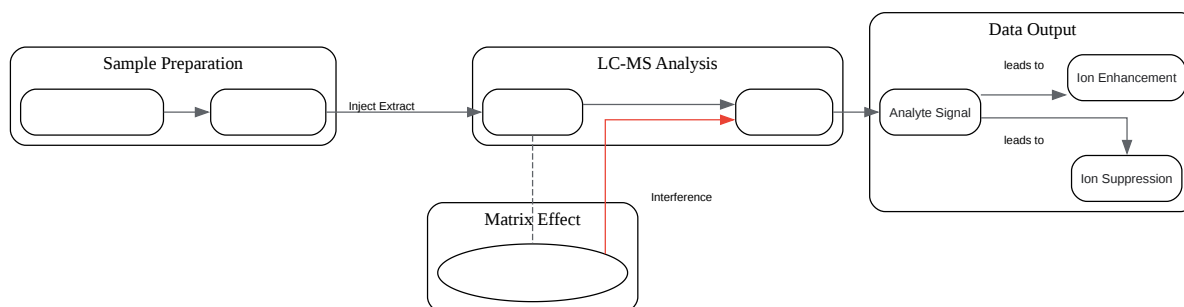 Data Output
Sample Preparation
LC-MS Analysis
leads to
Ion Enhancement
Inject Extract
Analyte Signal
leads to
Ion Suppression
Interference
Matrix Effect